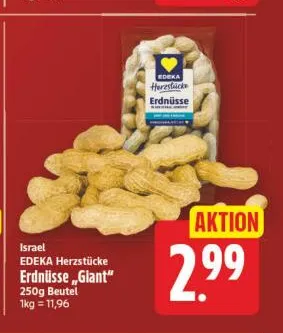 EDEKA
Herzstücke
Erdnüsse
AKTION
Israel
EDEKA Herzstücke
Erdnüsse „Giant“
250g Beutel
1kg = 11,96
2.99